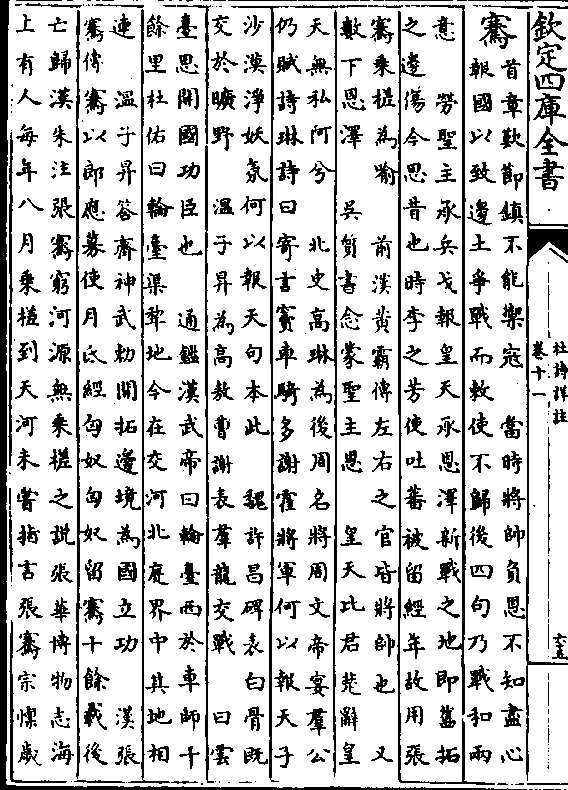 欽定四庫全書
杜詩詳註
卷十一
六五
騫首章歎節鎮不能禦寇　當時將帥負恩不知盡心
報國以致邊土爭戰而教使不歸後四句乃戰和兩
意　勞聖主承兵戈報皇天承恩澤新戰之地即舊拓
之邊傷今思昔也時李之芳使吐蕃被留經年故用張
騫乘槎為喻　前漢黃霸傳左右之官皆將帥也　又
數下恩澤　吳質書念蒙聖主恩　皇天比君楚辭皇
天無私阿兮　北史高琳為後周名將周文帝宴羣公
仍賦詩琳詩曰寄言竇車騎多謝霍將軍何以報天子
沙漠淨妖氛何以報天句本此　魏許昌碑表白骨既
交於曠野　温子昇為高敖曹謝表羣龍交戰　曰雲
臺思開國功臣也　通鑑漢武帝曰輪臺西於車師千
餘里杜佑曰輪臺渠犂地今在交河北庭界中其地相
連　温子昇答齊神武勅開拓邊境為國立功　漢張
騫傳騫以郎應募使月氏經匈奴匈奴留騫十餘歲後
亡歸漢朱注張騫窮河源無乘槎之說張華博物志海
上有人每年八月乘槎到天河未嘗指言張騫宗懔歲